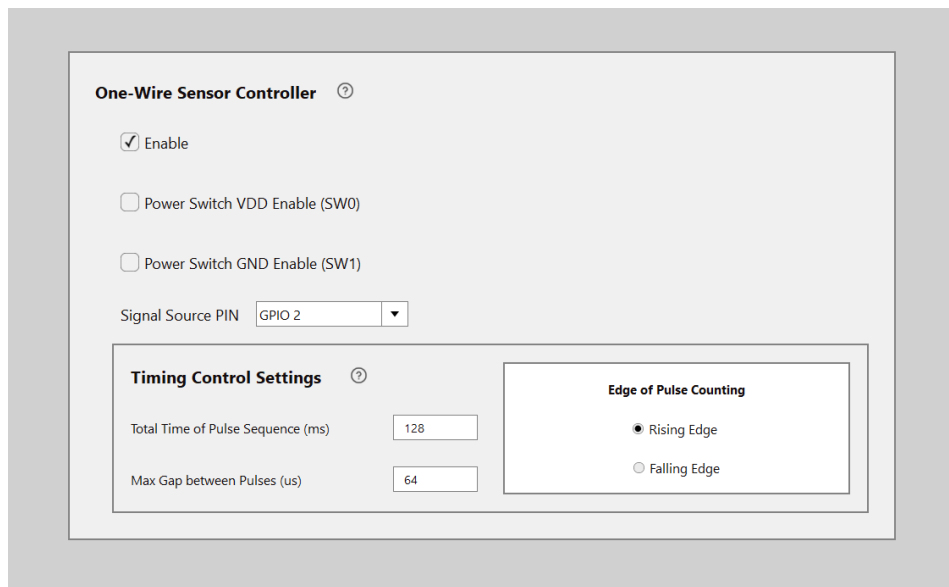 One-Wire Sensor Controller ?
Enable
Power Switch VDD Enable (SW0)
Power Switch GND Enable (SW1)
Signal Source PIN GPIO 2
Timing Control Settings ?
Total Time of Pulse Sequence (ms) 128
Max Gap between Pulses (us) 64
Edge of Pulse Counting
Rising Edge
Falling Edge